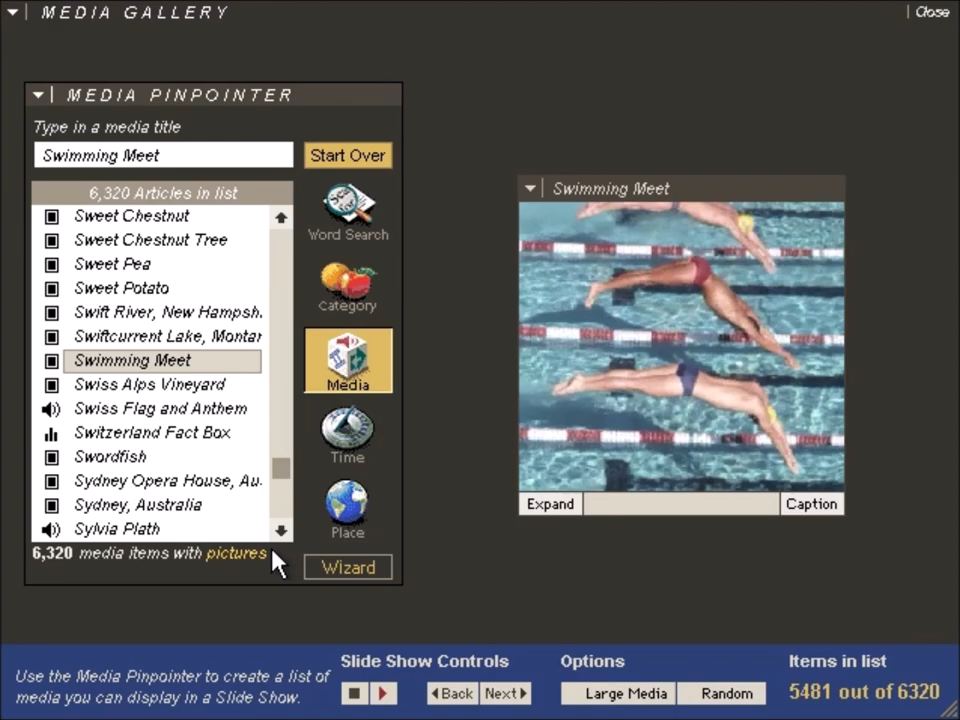 MEDIA GALLERY
Close
MEDIA PINPOINTER
Type in a media title
Swimming Meet
Start Over
6,320 Articles in list
Sweet Chestnut
Sweet Chestnut Tree
Sweet Pea
Sweet Potato
Swift River, New Hampsh.
Swiftcurrent Lake, Montar
Swimming Meet
Swiss Alps Vineyard
Swiss Flag and Anthem
Switzerland Fact Box
Swordfish
Sydney Opera House, Au.
Sydney, Australia
Sylvia Plath
6,320 media items with pictures
Word Search
Category
Media
Time
Place
Wizard
Swimming Meet
Expand
Caption
Use the Media Pinpointer to create a list of
media you can display in a Slide Show.
Slide Show Controls
Back
Next
Options
Large Media
Random
Items in list
5481 out of 6320